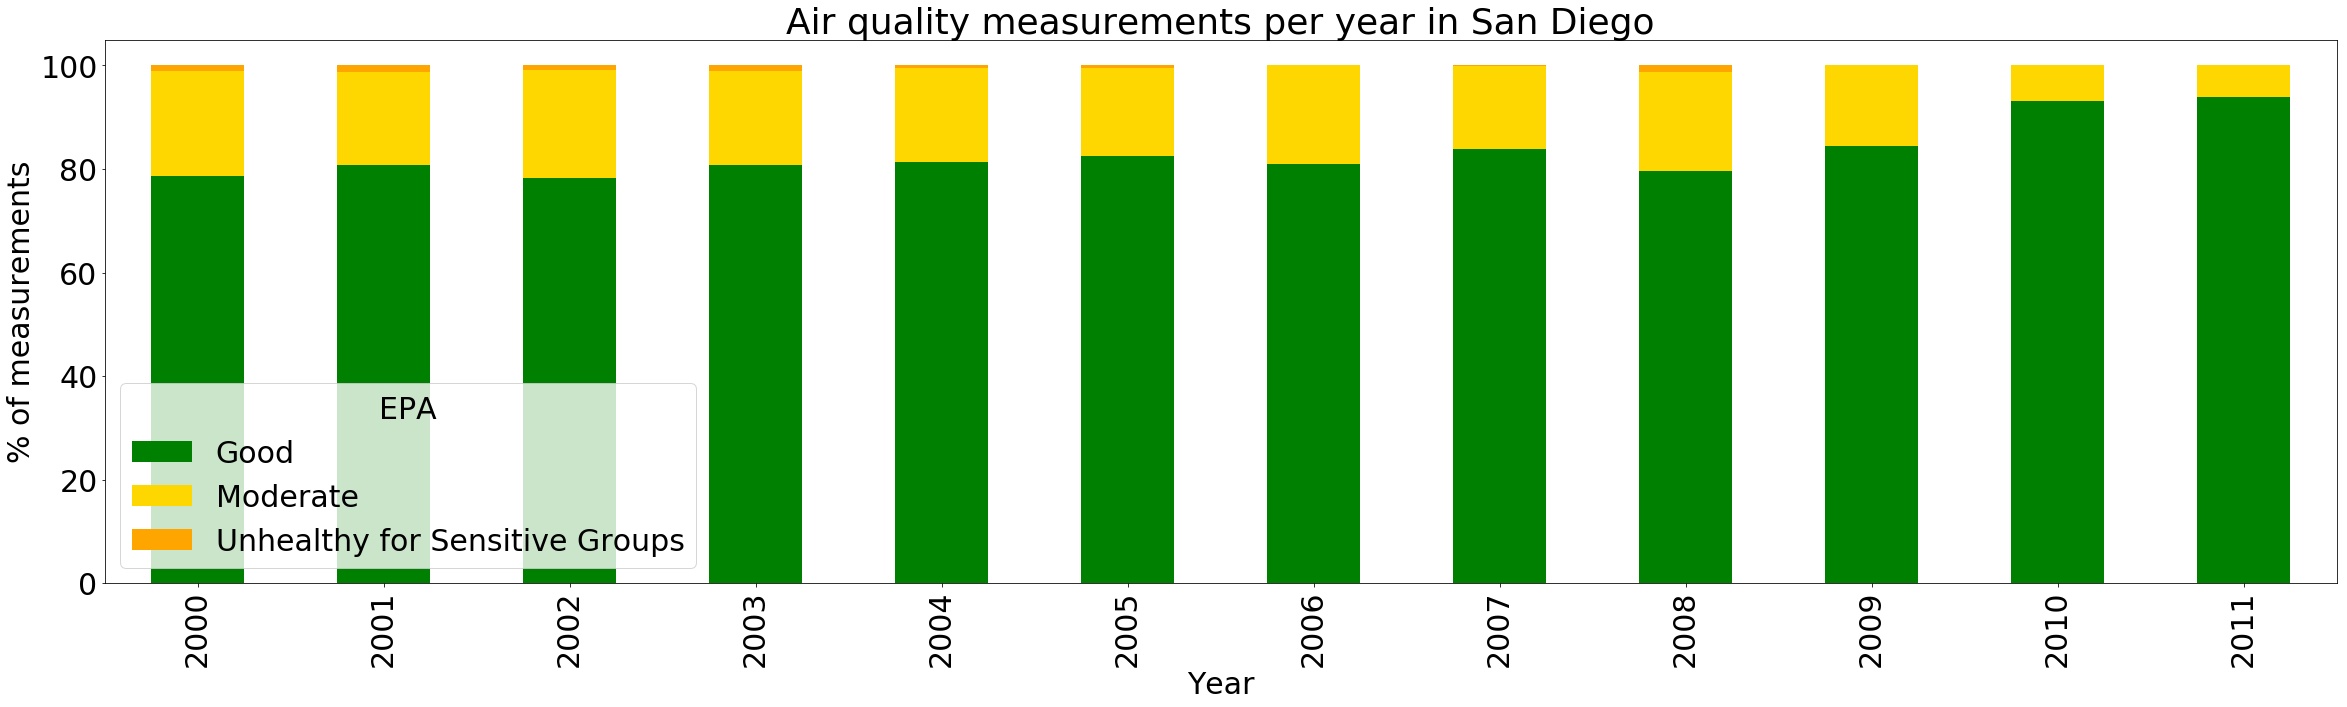 Air quality measurements per year in San Diego
% of measurements
100
80
60
40
20
0
EPA
Good
Moderate
Unhealthy for Sensitive Groups
2000
2001
2002
2003
2004
2005
2006
2007
2008
2009
2010
2011
Year